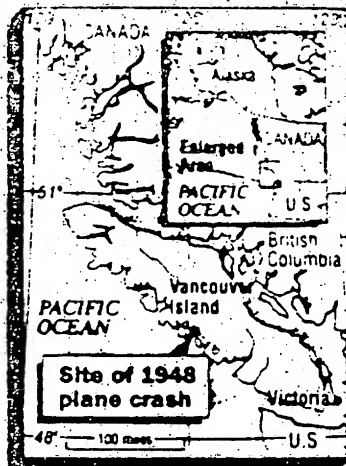 CANADA
Alaska
CANADA
Enlarged
Area
PACIFIC
OCEAN
U.S
51°
British
Columbia
Vancouver
Island
PACIFIC
OCEAN
Site of 1948
plane crash
Victoria
48°
100 miles
U.S